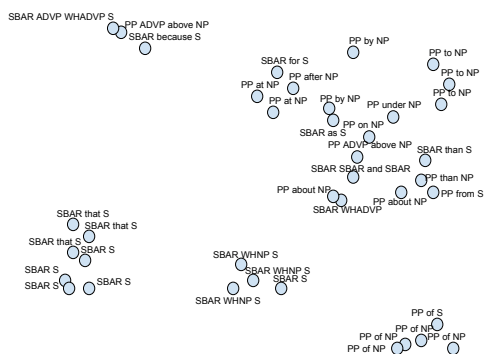 SBAR ADVP WHADVP S
PP ADVP above NP
SBAR because S
PP by NP
PP to NP
SBAR for S
PP after NP
PP to NP
PP at NP
PP to NP
PP at NP
PP by NP
PP under NP
SBAR as S
PP on NP
PP ADVP above NP
SBAR than S
SBAR SBAR and SBAR
PP than NP
PP about NP
PP about NP
PP from S
SBAR WHADVP
SBAR that S
SBAR that S
SBAR that S
SBAR S
SBAR S
SBAR S
SBAR S
SBAR WHNP S
SBAR WHNP S
SBAR S
SBAR WHNP S
PP of S
PP of NP
PP of NP
PP of NP
PP of NP